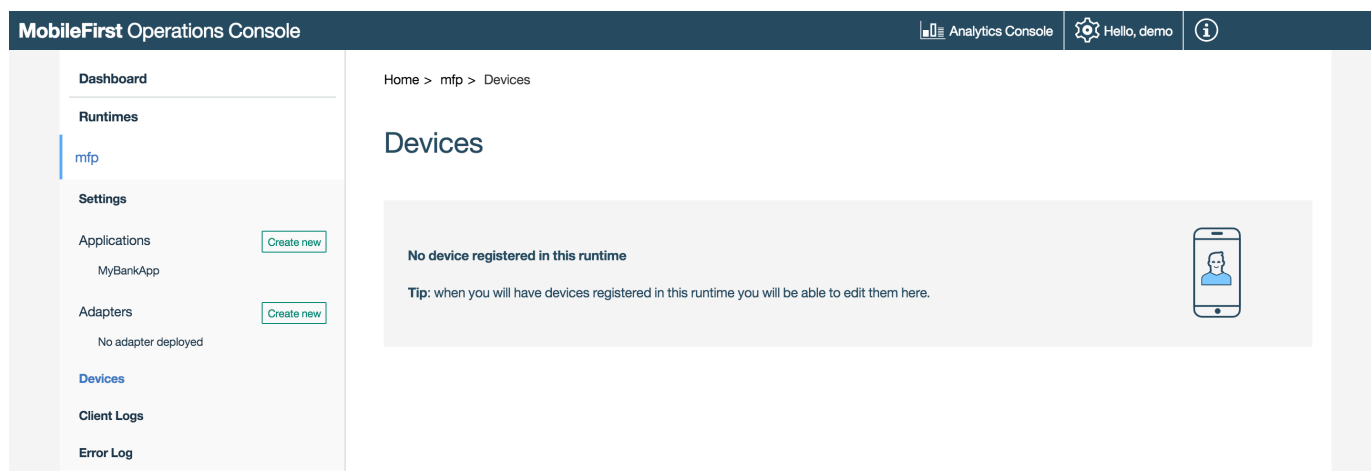 MobileFirst Operations Console
Analytics Console
Hello, demo
Dashboard
Runtimes
mfp
Settings
Applications
Create new
MyBankApp
Adapters
Create new
No adapter deployed
Devices
Client Logs
Error Log
Home > mfp > Devices
Devices
No device registered in this runtime
Tip: when you will have devices registered in this runtime you will be able to edit them here.